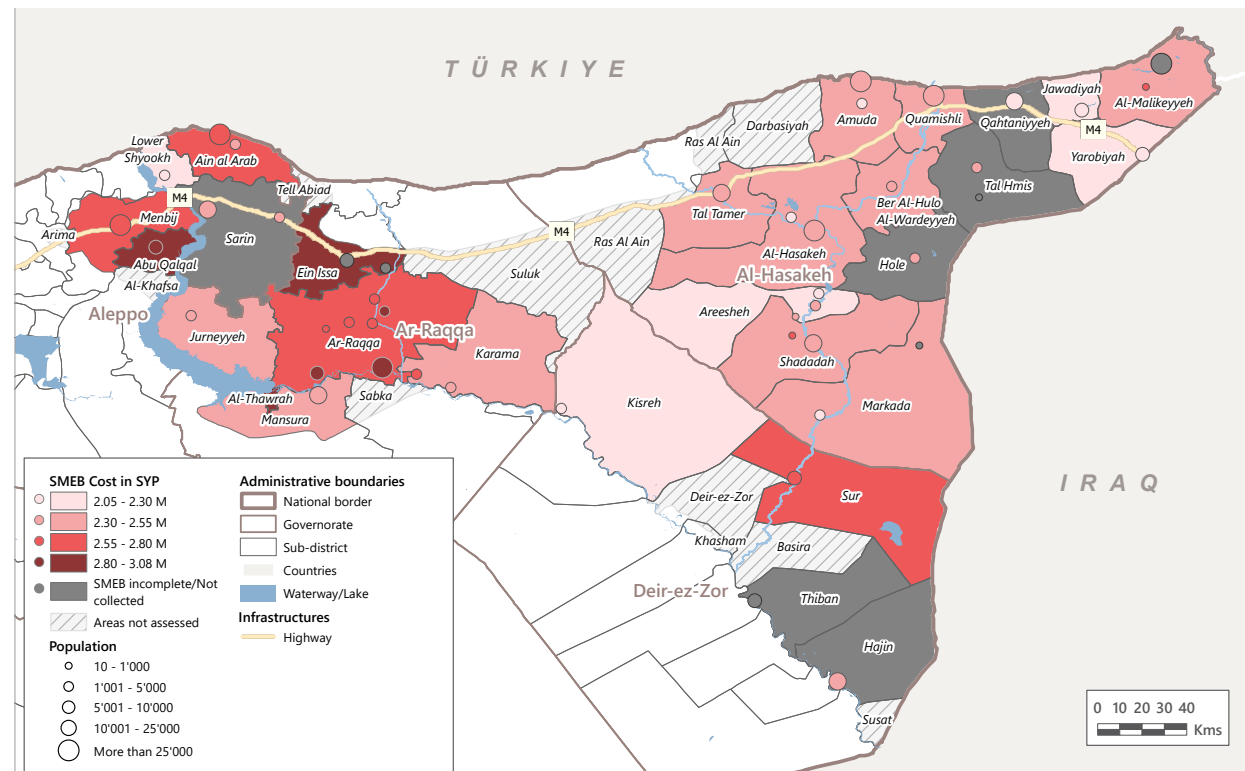 TÜRKIYE
Jawadiyah
Al-Malikeyyeh
Darbasiyah
Ras Al Ain
Amuda
Quamishli
Qahtaniyyeh
M4
Yarobiyah
Lower
Shyookh
Ain al Arab
Tell Abiad
M4
Menbij
Arima
Sarin
Abu Qalqal
Al-Khafsa
Ein Issa
Suluk
M4
Ras Al Ain
Tal Tamer
Tal Hmis
Ber Al-Hulo
Al-Wardeyyeh
Al-Hasakeh
Hole
Al-Hasakeh
Aleppo
Jurneyyeh
Ar-Raqqa
Ar-Raqqa
Karama
Areesheh
Shadadah
Al-Thawrah
Mansura
Sabka
Kisreh
Markada
IRAQ
Deir-ez-Zor
Sur
Khasham
Basira
Deir-ez-Zor
Thiban
Hajin
Susat
SMEB Cost in SYP
2.05 - 2.30 M
2.30 - 2.55 M
2.55 - 2.80 M
2.80 - 3.08 M
SMEB incomplete/Not
collected
Areas not assessed
Population
10 - 1'000
1'001 - 5'000
5'001 - 10'000
10'001 - 25'000
More than 25'000
Administrative boundaries
National border
Governorate
Sub-district
Countries
Waterway/Lake
Infrastructures
Highway
0 10 20 30 40
Kms